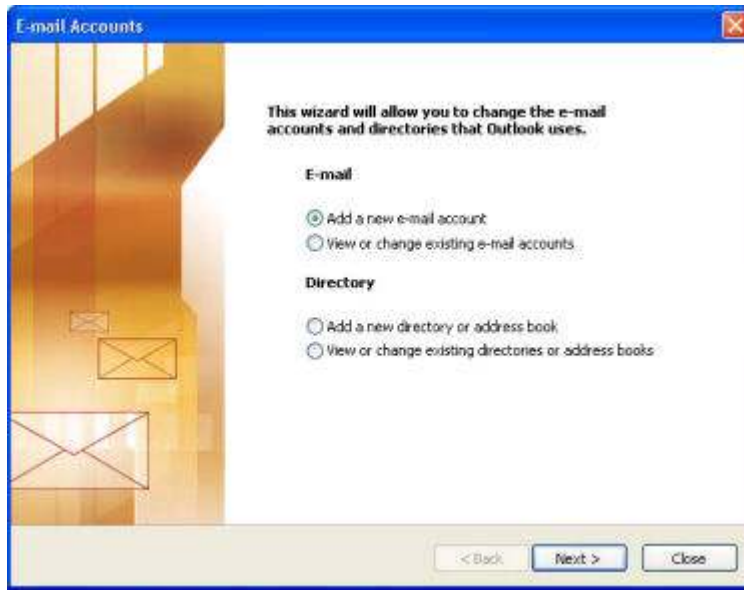 E-mail Accounts
This wizard will allow you to change the e-mail
accounts and directories that Outlook uses.
E-mail
Add a new e-mail account
View or change existing e-mail accounts
Directory
Add a new directory or address book
View or change existing directories or address books
< Back Next > Close